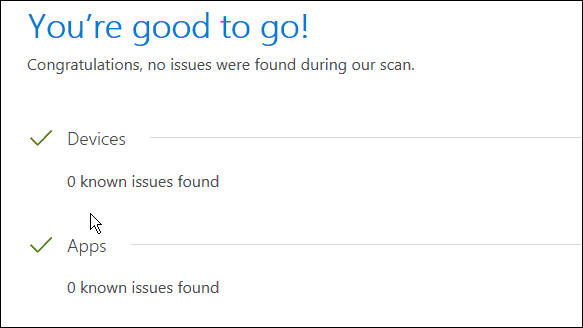 You’re good to go!
Congratulations, no issues were found during our scan.
Devices
0 known issues found
Apps
0 known issues found